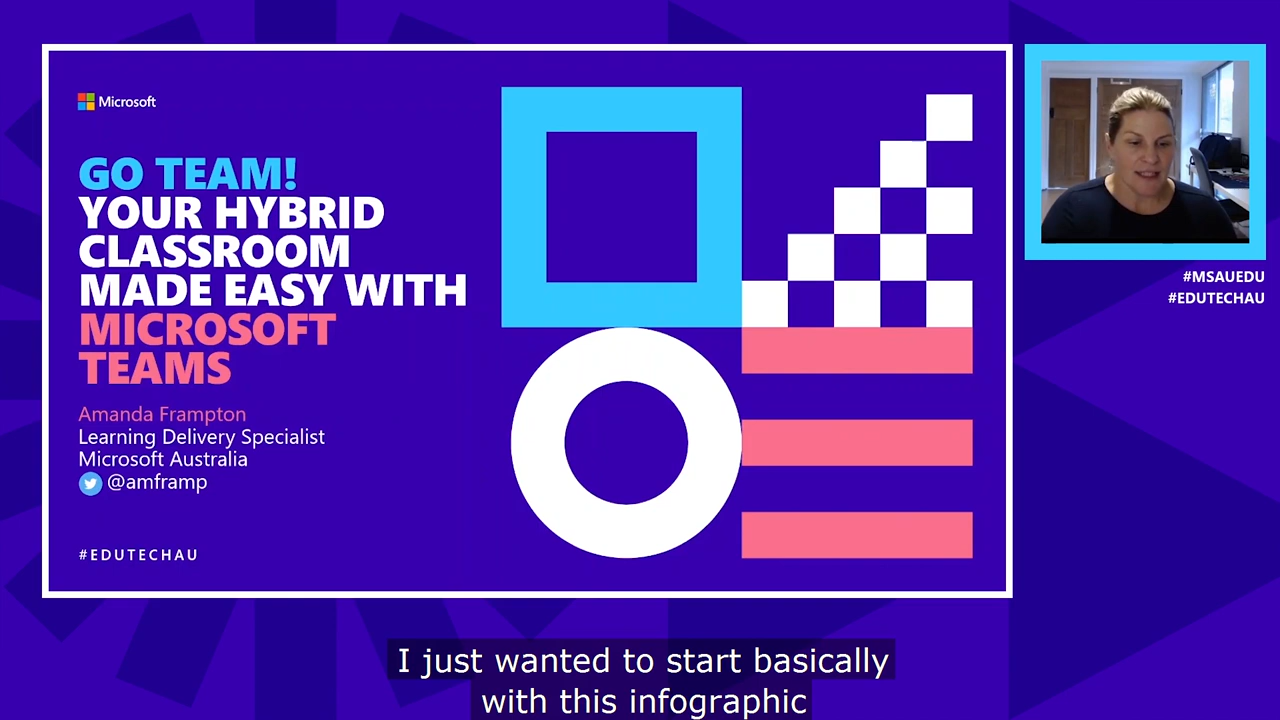 Microsoft
GO TEAM!
YOUR HYBRID
CLASSROOM
MADE EASY WITH
MICROSOFT
TEAMS
Amanda Frampton
Learning Delivery Specialist
Microsoft Australia
@amframp
#EDUTECHAU
#MSAUEDU
#EDUTECHAU
I just wanted to start basically
with this infographic